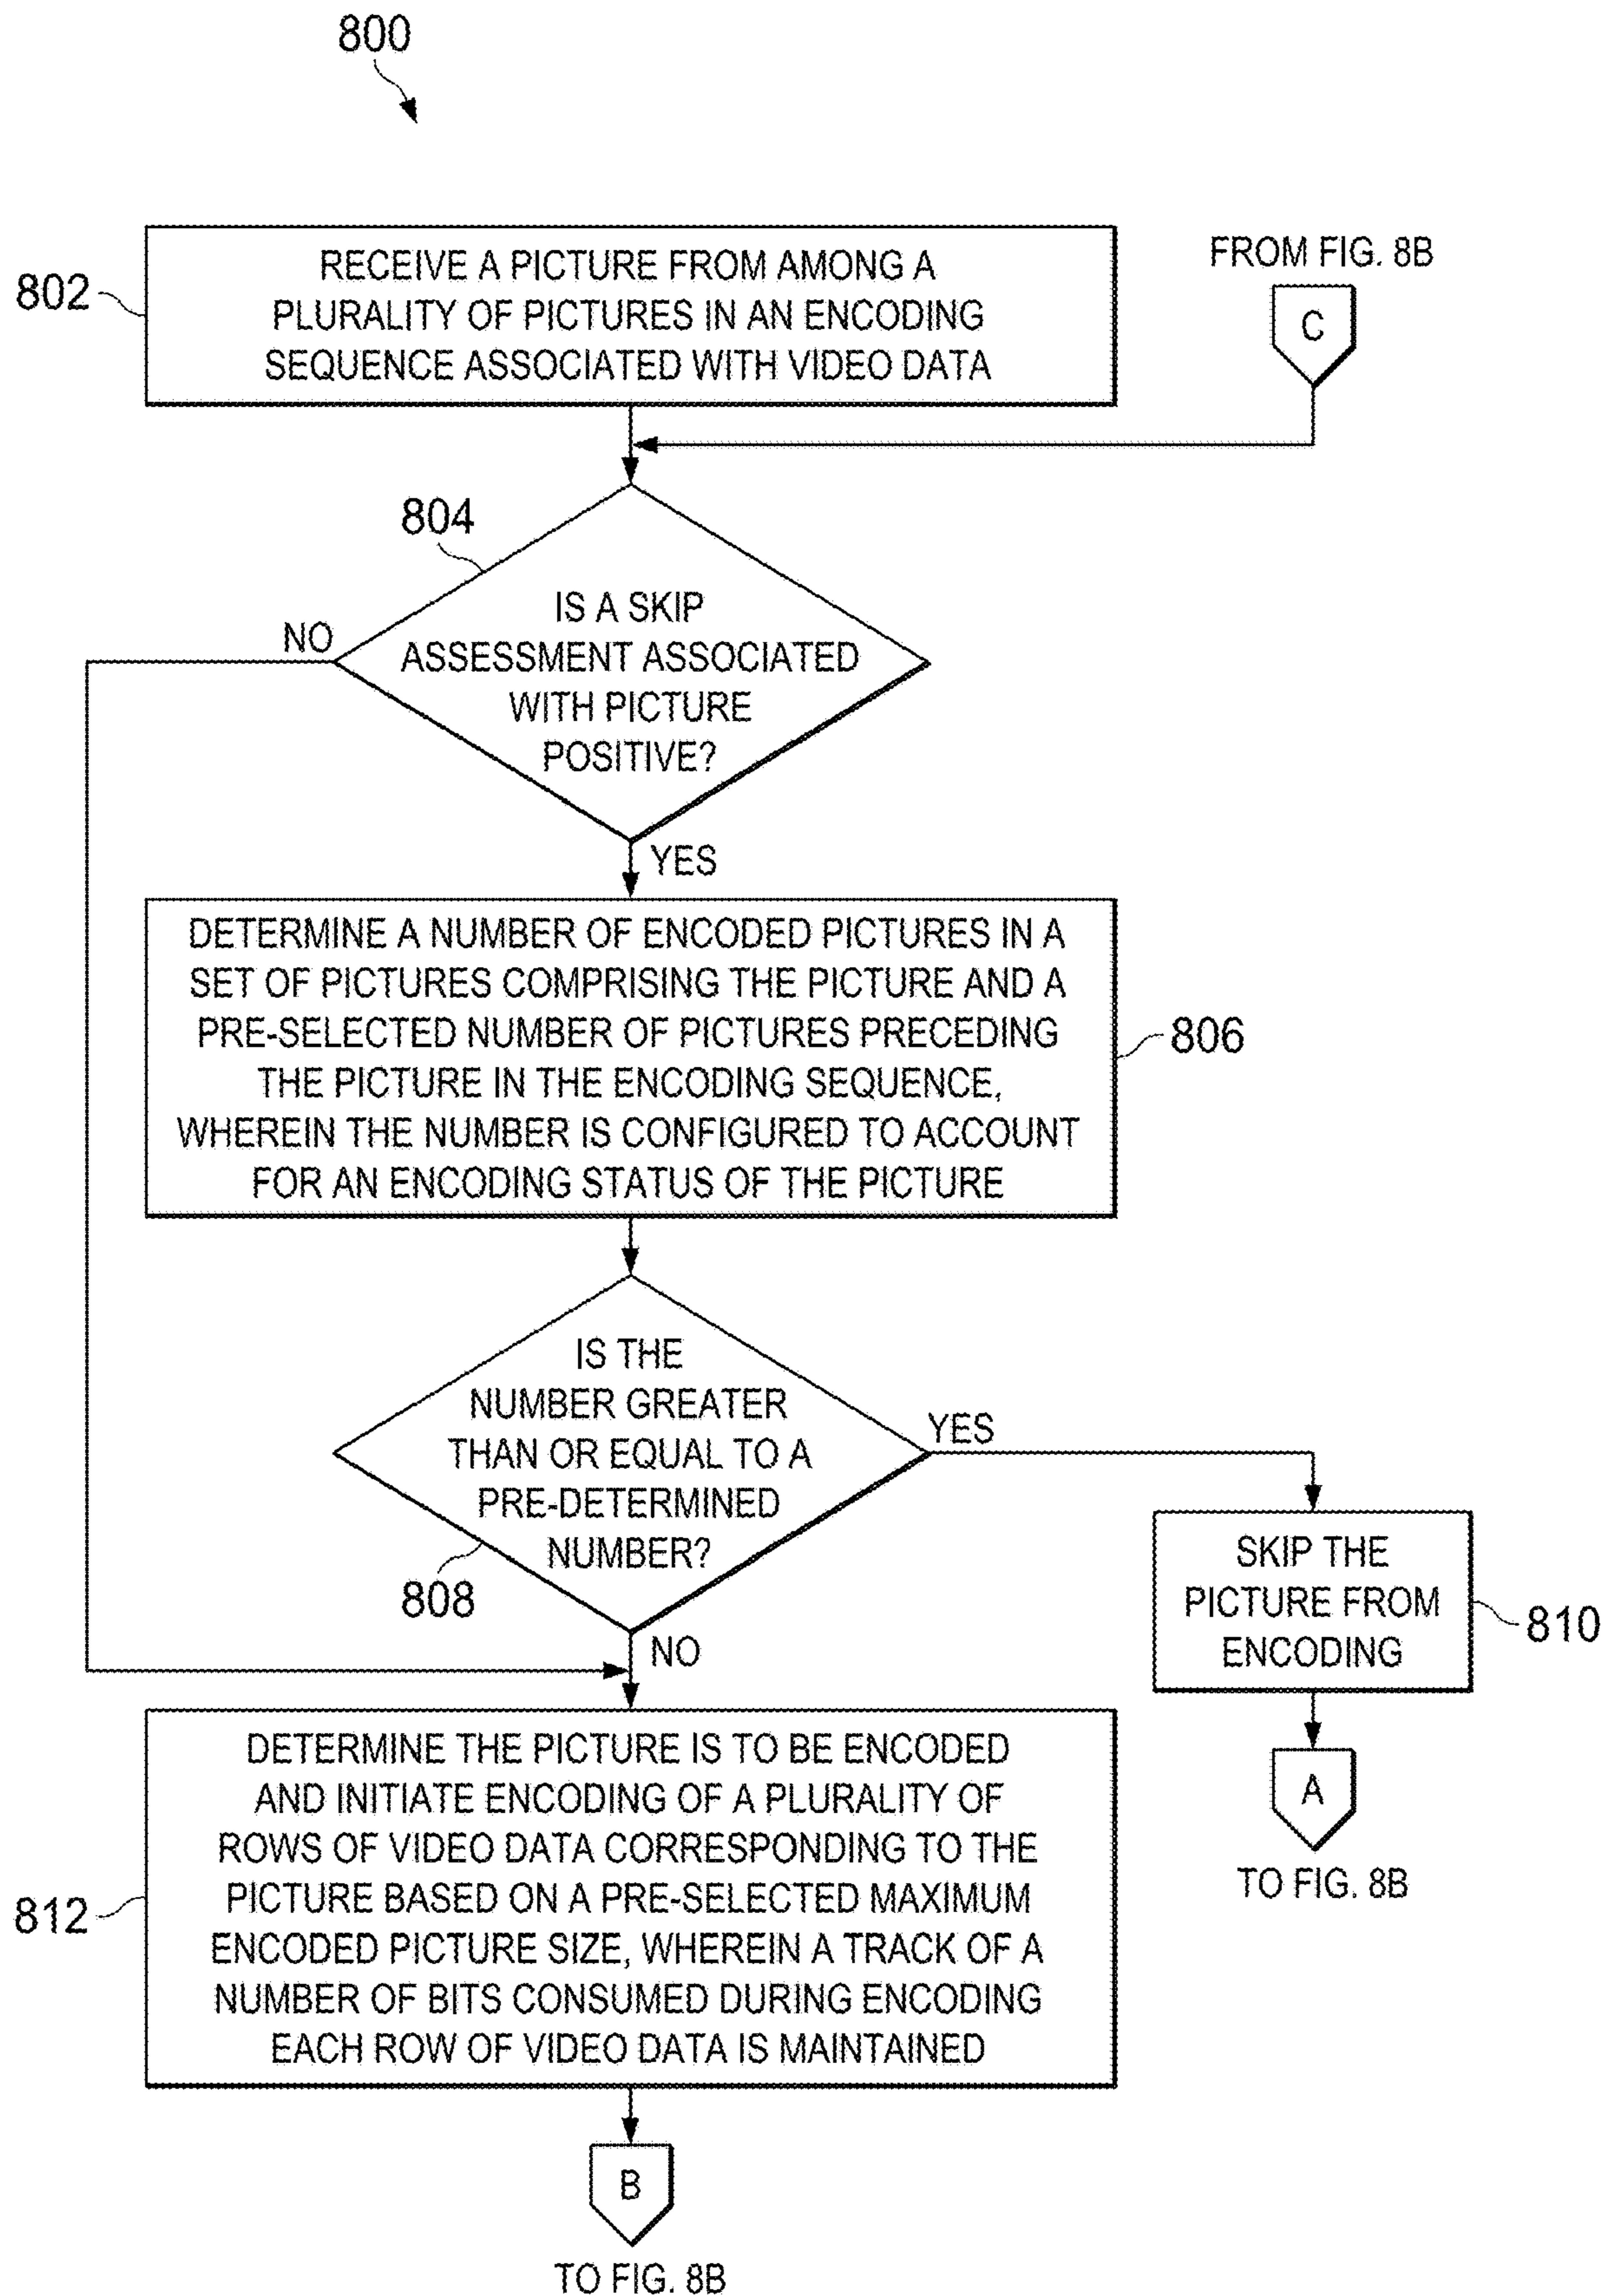 800
802
RECEIVE A PICTURE FROM AMONG A
PLURALITY OF PICTURES IN AN ENCODING
SEQUENCE ASSOCIATED WITH VIDEO DATA
FROM FIG. 8B
C
804
IS A SKIP
ASSESSMENT ASSOCIATED
WITH PICTURE
POSITIVE?
NO
YES
DETERMINE A NUMBER OF ENCODED PICTURES IN A
SET OF PICTURES COMPRISING THE PICTURE AND A
PRE-SELECTED NUMBER OF PICTURES PRECEDING
THE PICTURE IN THE ENCODING SEQUENCE,
WHEREIN THE NUMBER IS CONFIGURED TO ACCOUNT
FOR AN ENCODING STATUS OF THE PICTURE
806
IS THE
NUMBER GREATER
THAN OR EQUAL TO A
PRE-DETERMINED
NUMBER?
808
YES
NO
SKIP THE
PICTURE FROM
ENCODING
810
A
TO FIG. 8B
812
DETERMINE THE PICTURE IS TO BE ENCODED
AND INITIATE ENCODING OF A PLURALITY OF
ROWS OF VIDEO DATA CORRESPONDING TO THE
PICTURE BASED ON A PRE-SELECTED MAXIMUM
ENCODED PICTURE SIZE, WHEREIN A TRACK OF A
NUMBER OF BITS CONSUMED DURING ENCODING
EACH ROW OF VIDEO DATA IS MAINTAINED
B
TO FIG. 8B